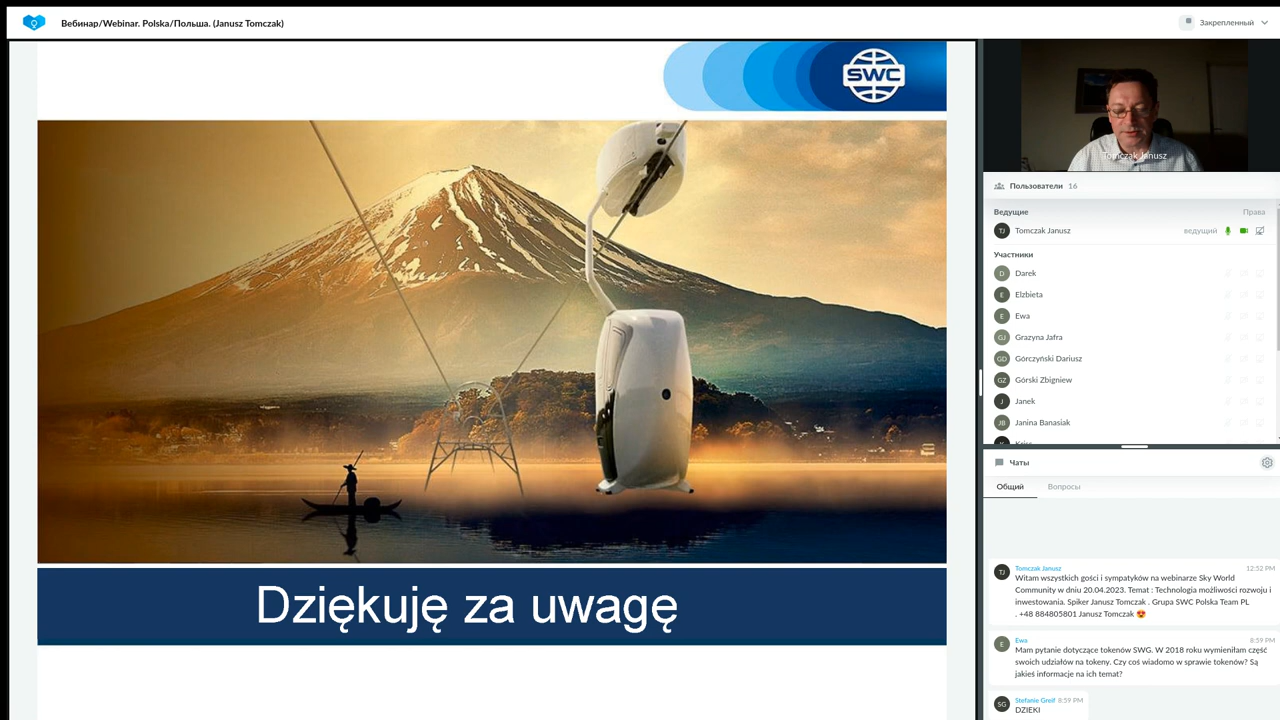 Вебинар/Webinar. Polska/Польша. (Janusz Tomczak)
Закрепленный
SWC
Dziękuję za uwagę
Tomczak Janusz
Пользователи 16
Ведущие Права
TJ Tomczak Janusz ведущий
Участники
D Darek
E Elzbieta
E Ewa
GJ Grazyna Jafra
GD Górczyński Dariusz
GZ Górski Zbigniew
J Janek
JB Janina Banasiak
Чаты
Общий Вопросы
TJ Tomczak Janusz 12:52 PM
Witam wszystkich gości i sympatyków na webinarze Sky World
Community w dniu 20.04.2023. Temat : Technologia możliwości rozwoju i
inwestowania. Spiker Janusz Tomczak . Grupa SWC Polska Team PL
. +48 884805801 Janusz Tomczak 😍
E Ewa 8:59 PM
Mam pytanie dotyczące tokenów SWG. W 2018 roku wymieniłam część
swoich udziałów na tokeny. Czy coś wiadomo w sprawie tokenów? Są
jakieś informacje na ich temat?
SG Stefanie Greif 8:59 PM
DZIEKI